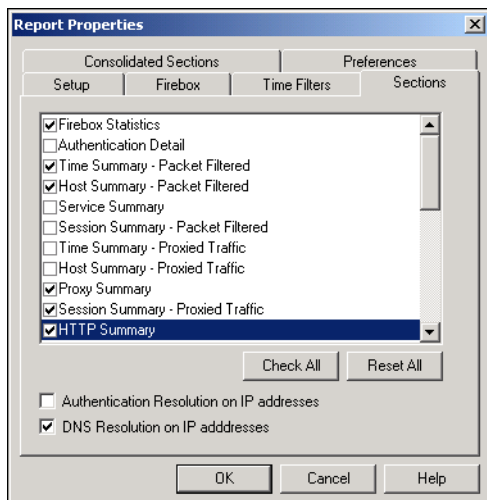 Report Properties
Consolidated Sections Preferences
Setup Firebox Time Filters Sections
Firebox Statistics
Authentication Detail
Time Summary - Packet Filtered
Host Summary - Packet Filtered
Service Summary
Session Summary - Packet Filtered
Time Summary - Proxied Traffic
Host Summary - Proxied Traffic
Proxy Summary
Session Summary - Proxied Traffic
HTTP Summary
Check All Reset All
Authentication Resolution on IP addresses
DNS Resolution on IP adddresses
OK Cancel Help